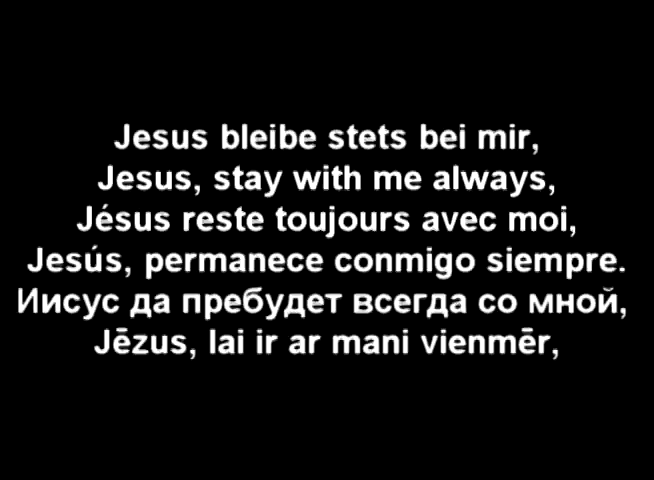 Jesus bleibe stets bei mir,
Jesus, stay with me always,
Jésus reste toujours avec moi,
Jesús, permanece conmigo siempre.
Иисус да пребудет всегда со мной,
Jēzus, lai ir ar mani vienmēr,